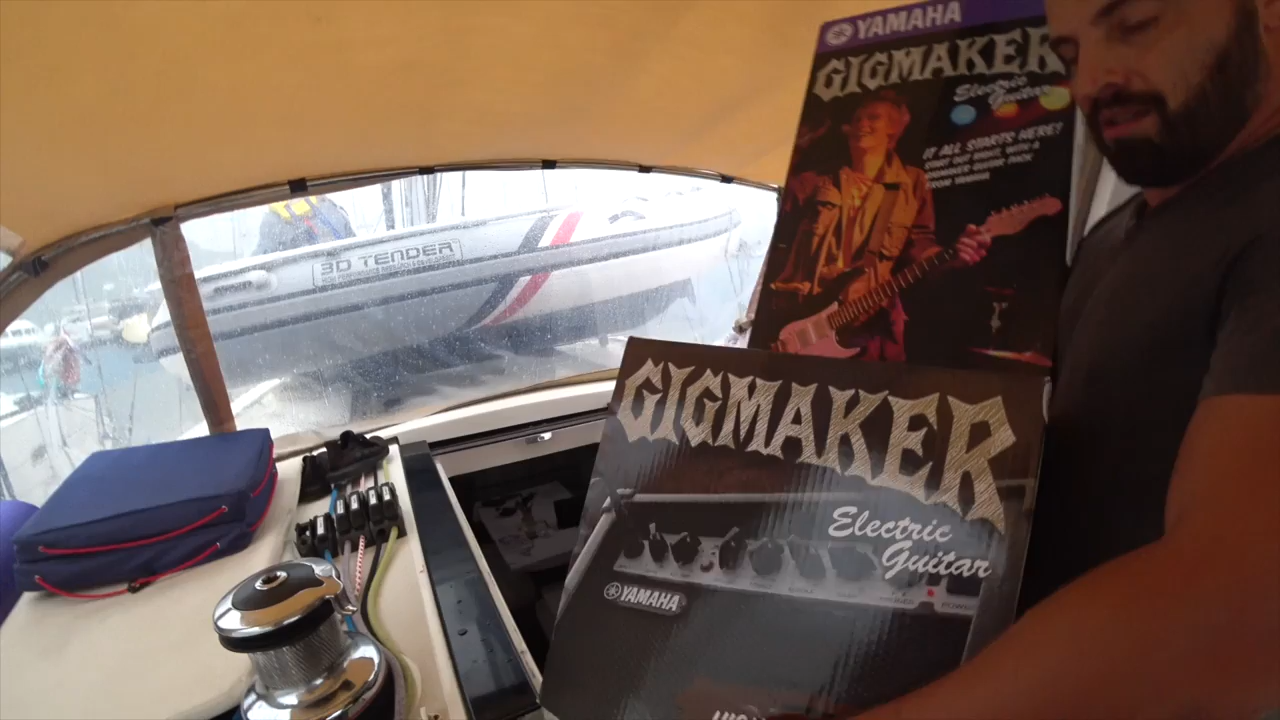 YAMAHA
GIGMAKER
Electric
Guitar
IT ALL STARTS HERE!
START OUT RIGHT, WITH A
GIGMAKER GUITAR PACK
FROM YAMAHA
3D TENDER
GIGMAKER
Electric
Guitar
YAMAHA
POWER